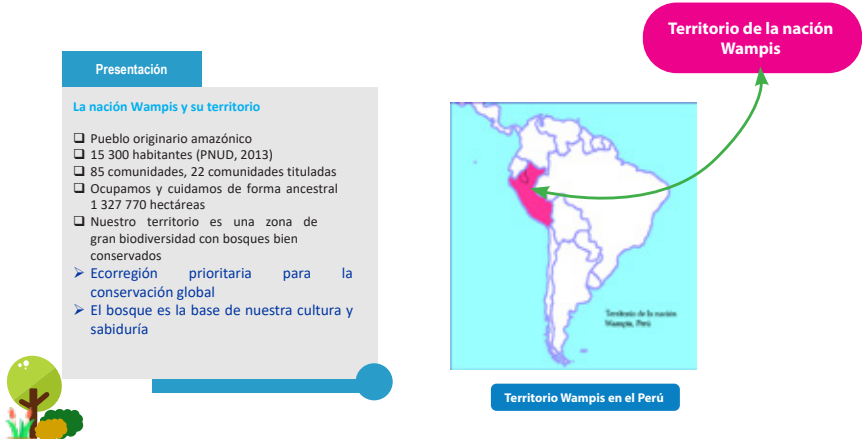 Presentación
La nación Wampis y su territorio
❑ Pueblo originario amazónico
❑ 15 300 habitantes (PNUD, 2013)
❑ 85 comunidades, 22 comunidades tituladas
❑ Ocupamos y cuidamos de forma ancestral
1 327 770 hectáreas
❑ Nuestro territorio es una zona de
gran biodiversidad con bosques bien
conservados
➢ Ecorregión prioritaria para la
conservación global
➢ El bosque es la base de nuestra cultura y
sabiduría
Territorio de la nación
Wampis
Territorio de la nación
Wampis, Perú
Territorio Wampis en el Perú